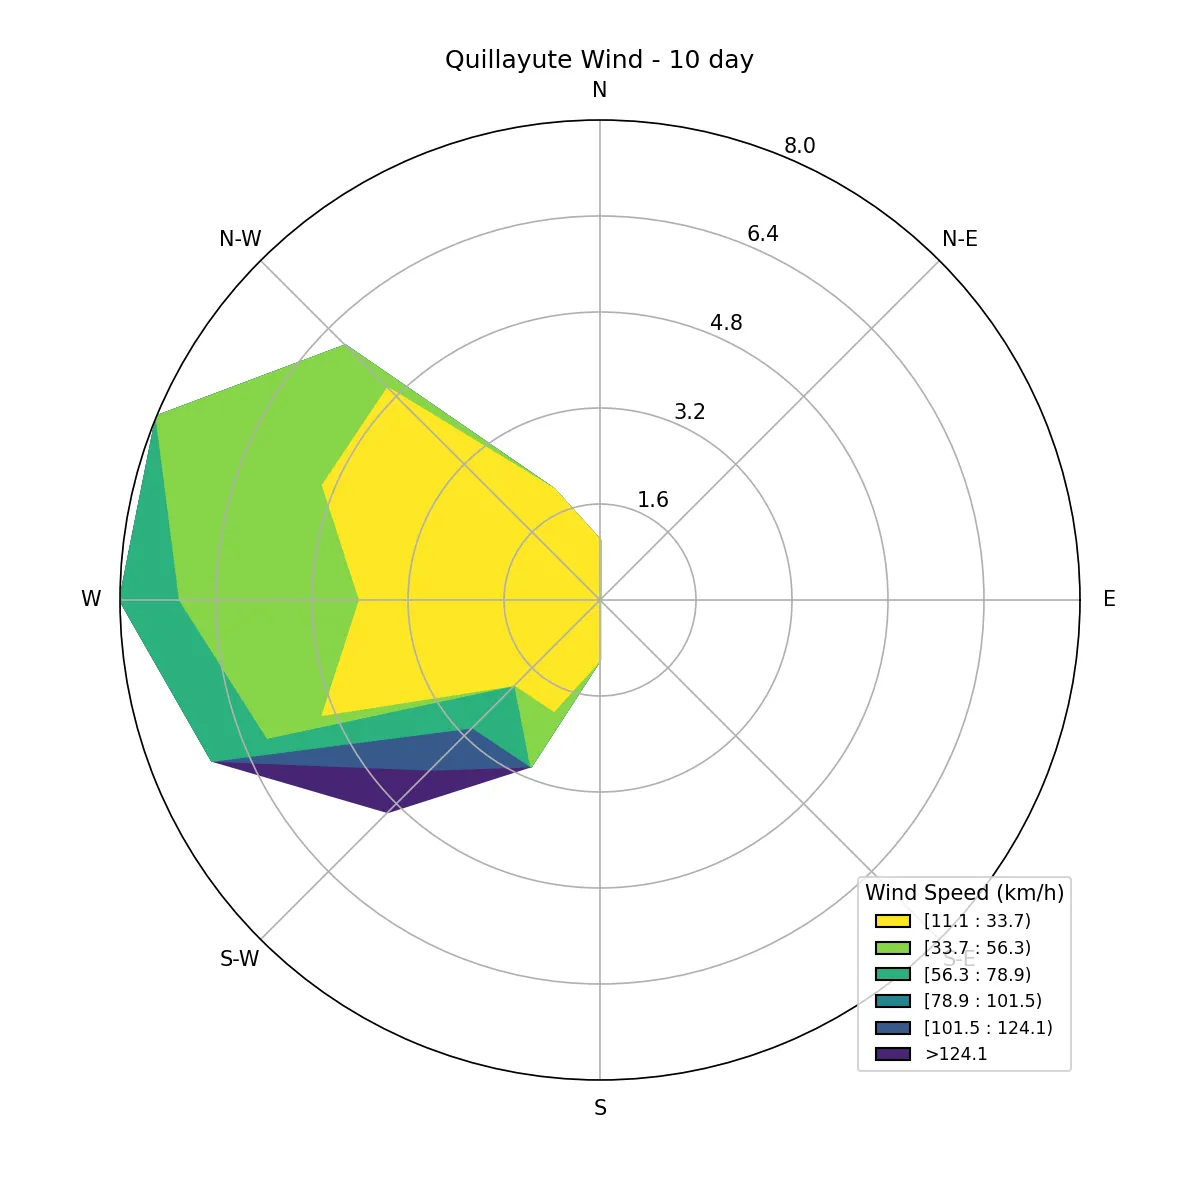 Quillayute Wind - 10 day
N
8.0
N-W
6.4
N-E
4.8
3.2
1.6
W
E
Wind Speed (km/h)
[11.1 : 33.7)
[33.7 : 56.3)
S-W
S-E
[56.3 : 78.9)
[78.9 : 101.5)
[101.5 : 124.1)
>124.1
S